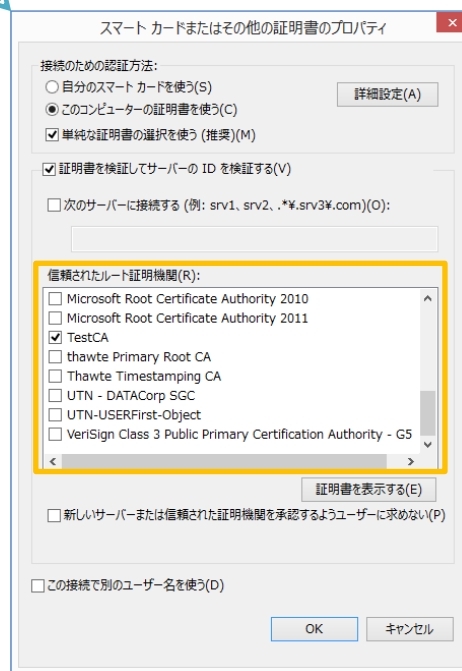 スマート カードまたはその他の証明書のプロパティ
接続のための認証方法:
自分のスマート カードを使う(S)
詳細設定(A)
このコンピューターの証明書を使う(C)
単純な証明書の選択を使う (推奨)(M)
証明書を検証してサーバーの ID を検証する(V)
次のサーバーに接続する (例: srv1、srv2、.*¥.srv3¥.com)(O):
信頼されたルート証明機関(R):
Microsoft Root Certificate Authority 2010
Microsoft Root Certificate Authority 2011
TestCA
thawte Primary Root CA
Thawte Timestamping CA
UTN - DATACorp SGC
UTN-USERFirst-Object
VeriSign Class 3 Public Primary Certification Authority - G5
証明書を表示する(E)
新しいサーバーまたは信頼された証明機関を承認するようユーザーに求めない(P)
この接続で別のユーザー名を使う(D)
OK
キャンセル